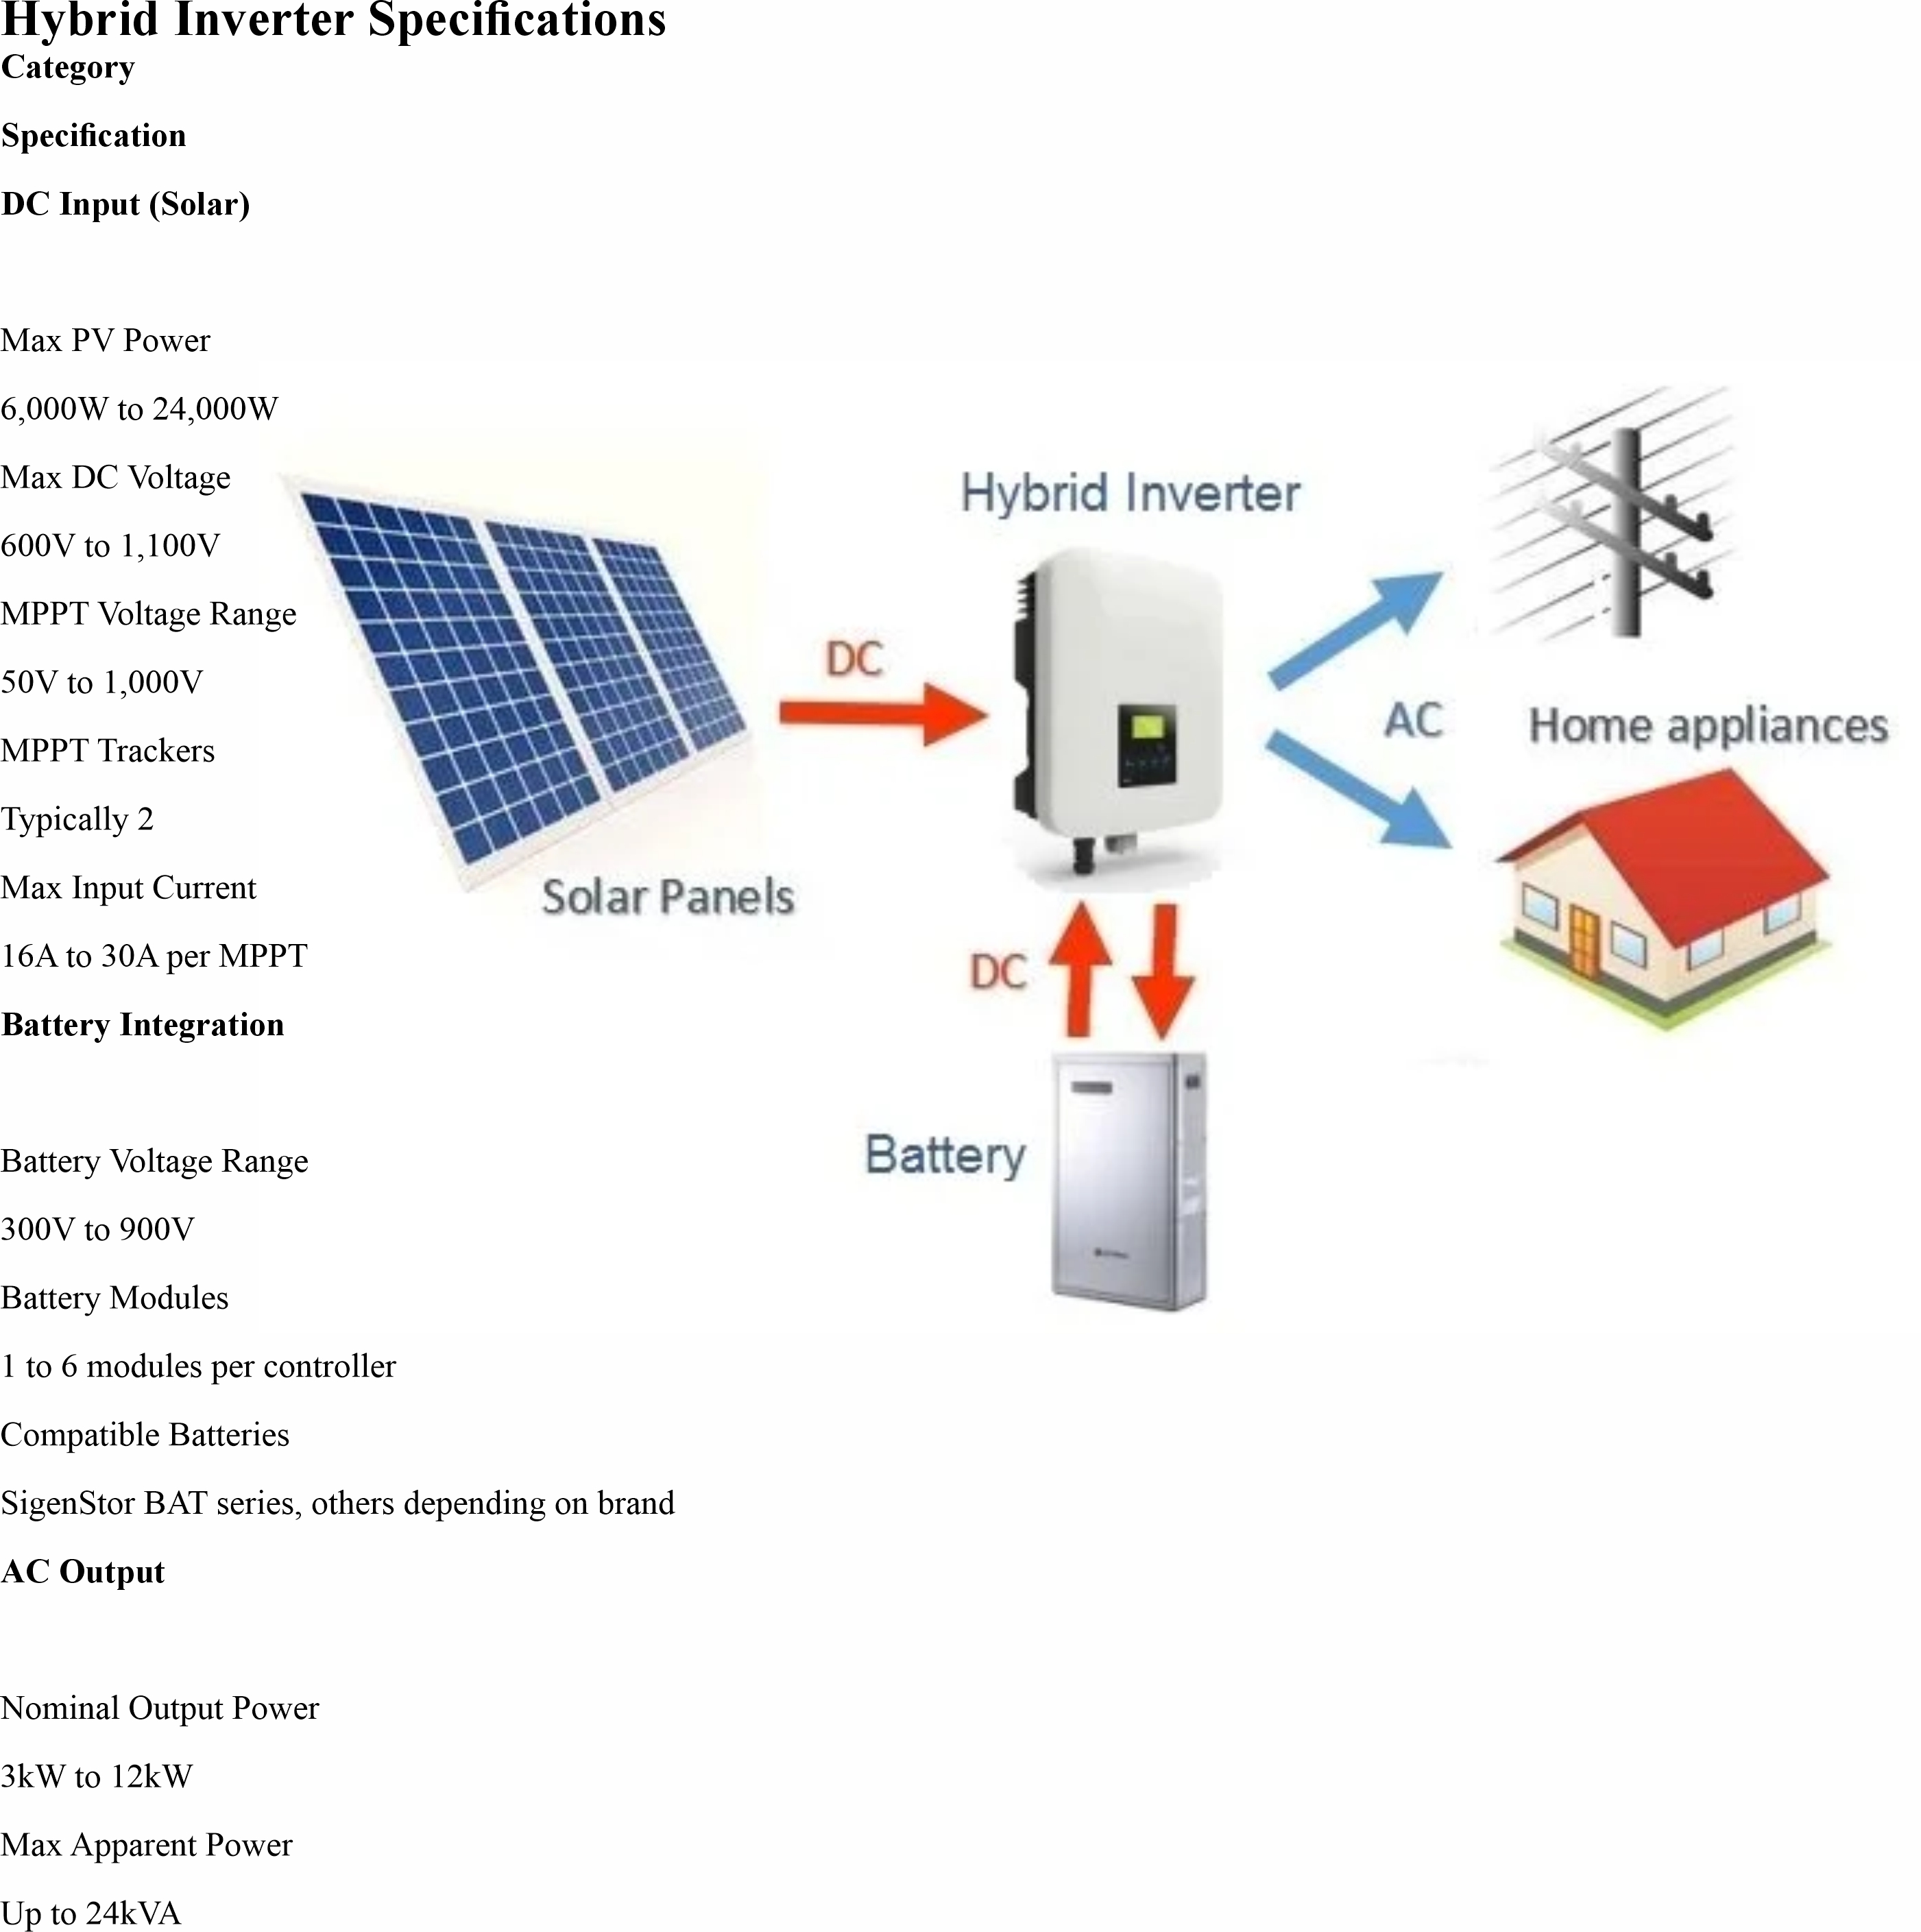 Hybrid Inverter Specifications
Category
Specification
DC Input (Solar)
Max PV Power
6,000W to 24,000W
Max DC Voltage
600V to 1,100V
MPPT Voltage Range
50V to 1,000V
MPPT Trackers
Typically 2
Max Input Current
16A to 30A per MPPT
Battery Integration
Battery Voltage Range
300V to 900V
Battery Modules
1 to 6 modules per controller
Compatible Batteries
SigenStor BAT series, others depending on brand
AC Output
Nominal Output Power
3kW to 12kW
Max Apparent Power
Up to 24kVA
Hybrid Inverter
DC
AC
Home appliances
Solar Panels
DC
Battery